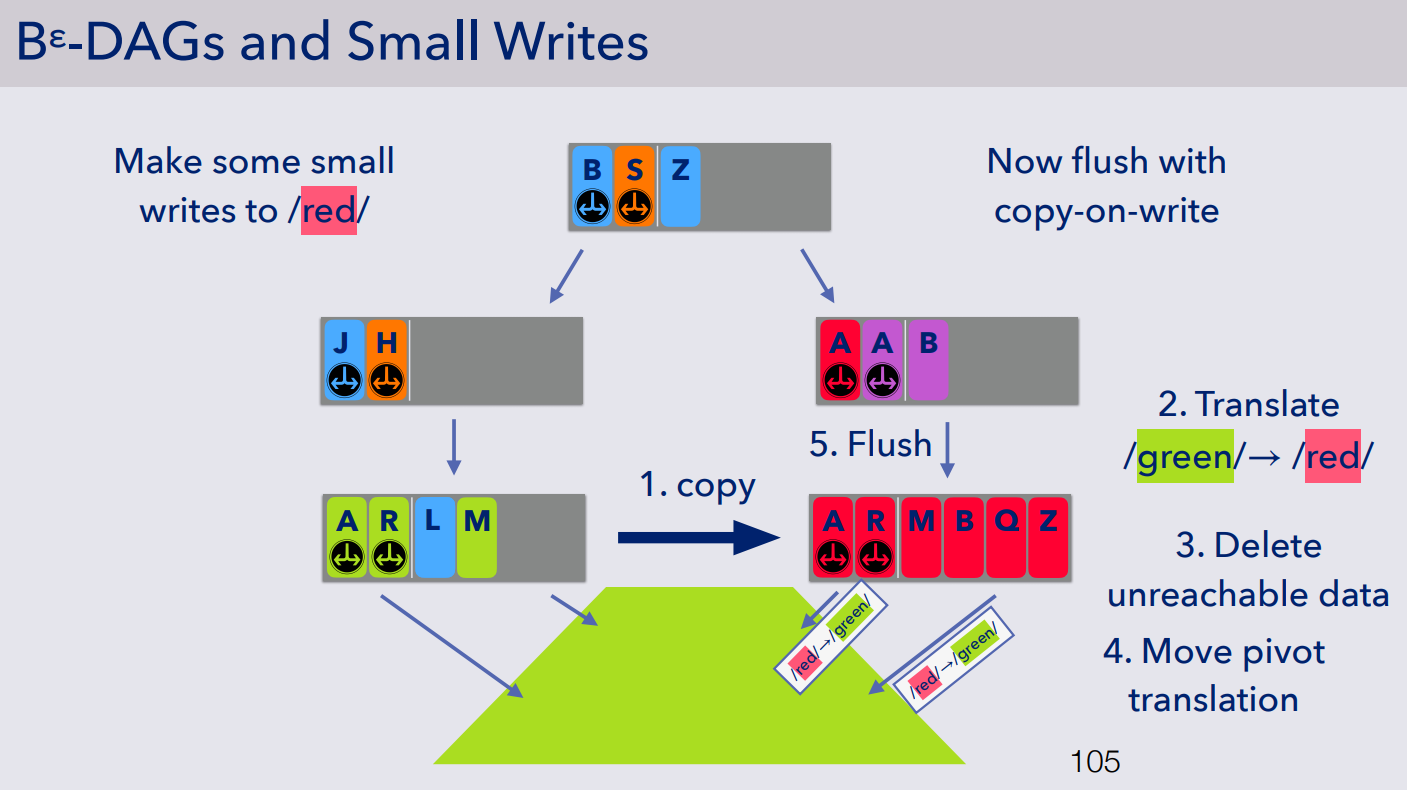 Bε-DAGs and Small Writes
Make some small
writes to /red/
Now flush with
copy-on-write
B S Z
J H
A A B
5. Flush
2. Translate
/green/→ /red/
1. copy
A R L M
A R M B Q Z
3. Delete
unreachable data
4. Move pivot
translation
/red/→/green/
/red/→/green/
105